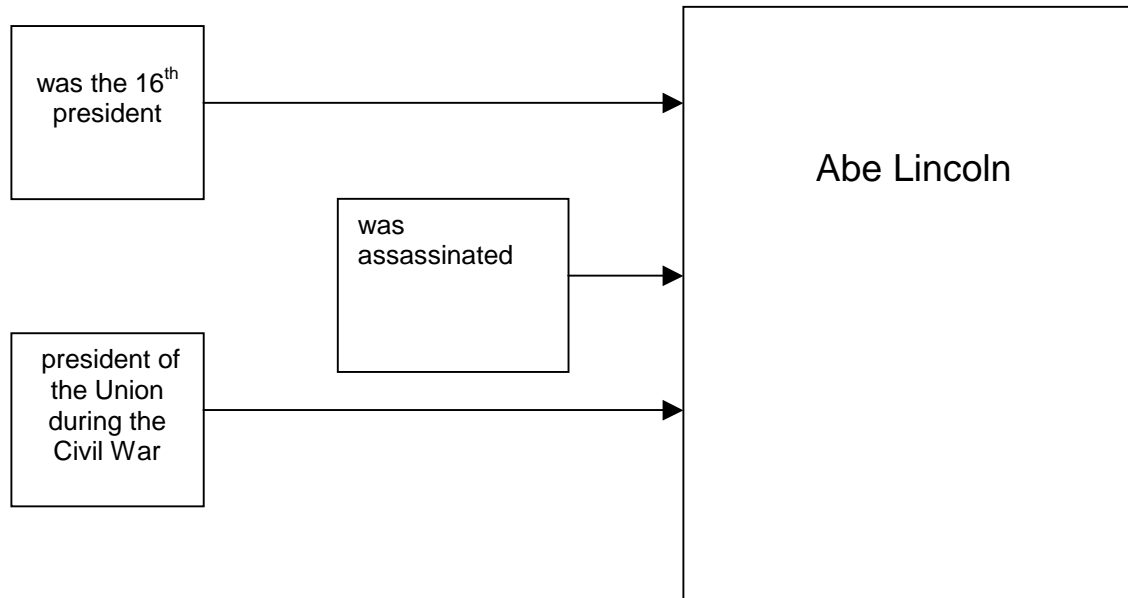 was the 16th
president
Abe Lincoln
was
assassinated
president of
the Union
during the
Civil War